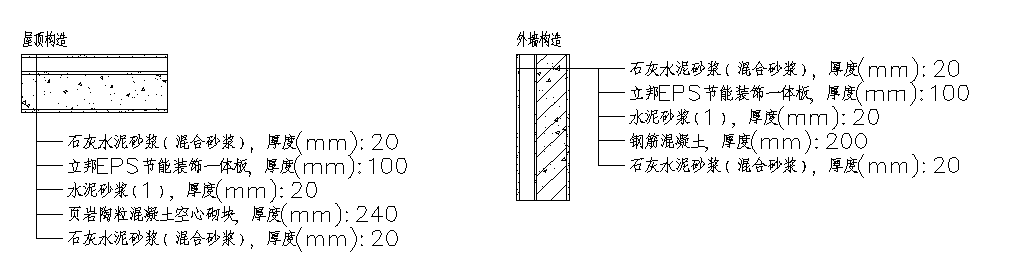 屋顶构造
石灰水泥砂浆(混合砂浆), 厚度(mm): 20
立邦EPS节能装饰一体板, 厚度(mm): 100
水泥砂浆(1), 厚度(mm): 20
页岩陶粒混凝土空心砌块, 厚度(mm): 240
石灰水泥砂浆(混合砂浆), 厚度(mm): 20
外墙构造
石灰水泥砂浆(混合砂浆), 厚度(mm): 20
立邦EPS节能装饰一体板, 厚度(mm): 100
水泥砂浆(1), 厚度(mm): 20
钢筋混凝土, 厚度(mm): 200
石灰水泥砂浆(混合砂浆), 厚度(mm): 20